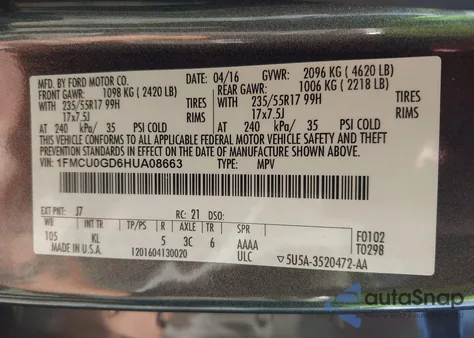 MFD. BY FORD MOTOR CO. DATE: 04/16 GVWR: 2096 KG ( 4620 LB)
FRONT GAWR: 1098 KG ( 2420 LB) REAR GAWR: 1006 KG ( 2218 LB)
WITH 235/55R17 99H TIRES WITH 235/55R17 99H TIRES
17x7.5J RIMS 17x7.5J RIMS
AT 240 kPa/ 35 PSI COLD AT 240 kPa/ 35 PSI COLD
THIS VEHICLE CONFORMS TO ALL APPLICABLE FEDERAL MOTOR VEHICLE SAFETY AND THEFT
PREVENTION STANDARDS IN EFFECT ON THE DATE OF MANUFACTURE SHOWN ABOVE.
VIN: 1FMCU0GD6HUA08663 TYPE: MPV
EXT PNT: J7 RC: 21 DSO:
WB INT TR TP/PS R AXLE TR SPR
105 KL 5 3C 6 AAAA F0102
ULC T0298
MADE IN U.S.A. 1201604130020 ▽5U5A-3520472-AA
autoSnap